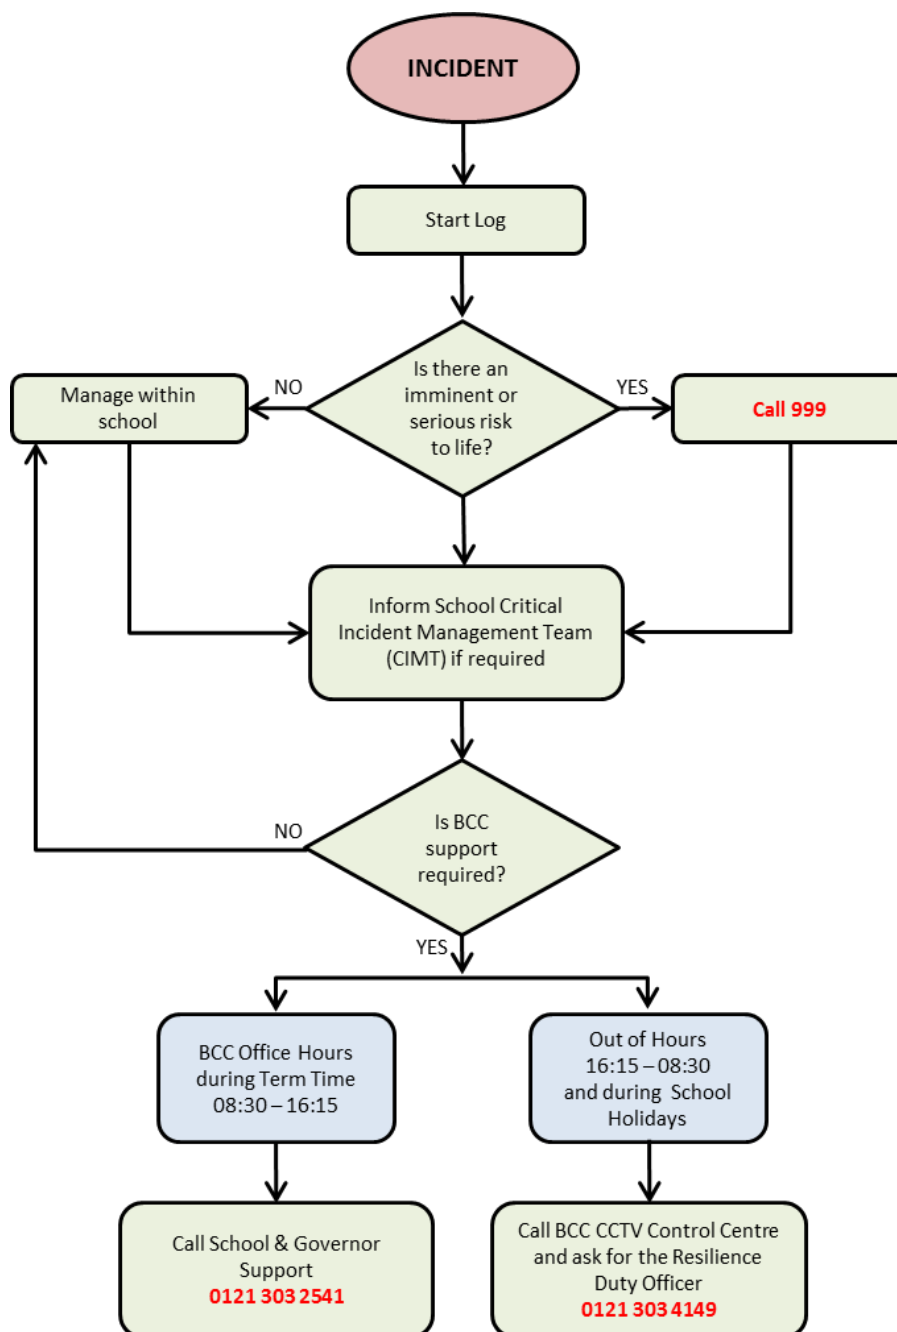 INCIDENT
Start Log
Is there an
imminent or
serious risk
to life?
NO
YES
Manage within
school
Call 999
Inform School Critical
Incident Management Team
(CIMT) if required
Is BCC
support
required?
NO
YES
BCC Office Hours
during Term Time
08:30 – 16:15
Out of Hours
16:15 – 08:30
and during School
Holidays
Call School & Governor
Support
0121 303 2541
Call BCC CCTV Control Centre
and ask for the Resilience
Duty Officer
0121 303 4149